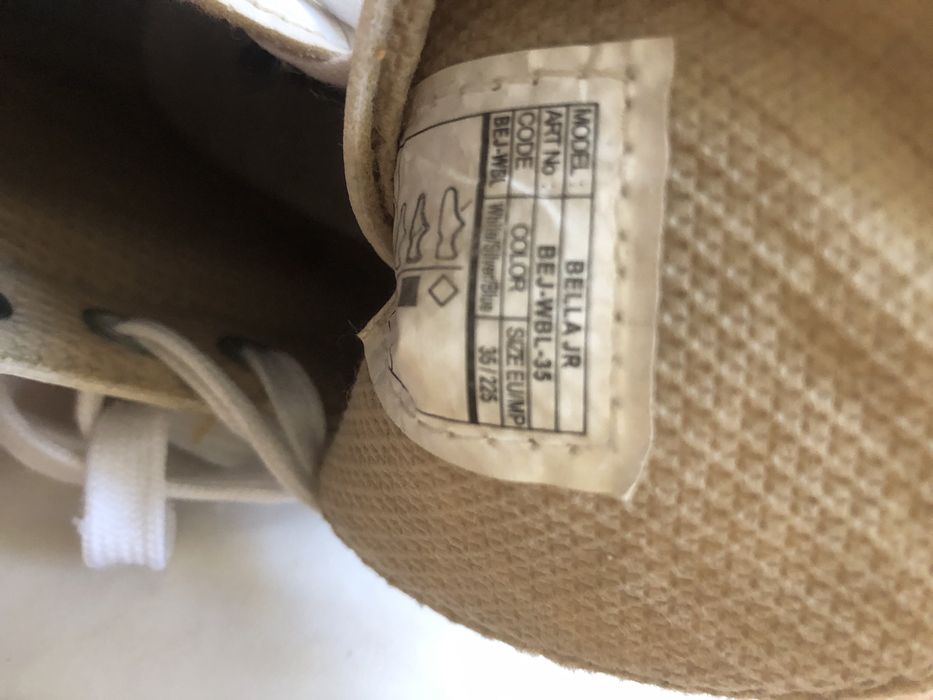 MODEL : BELLA JR
ART No : BEJ-WBL-35
CODE COLOR SIZE EU/MP
BEJ-WBL White/Silver/Blue 35 / 225